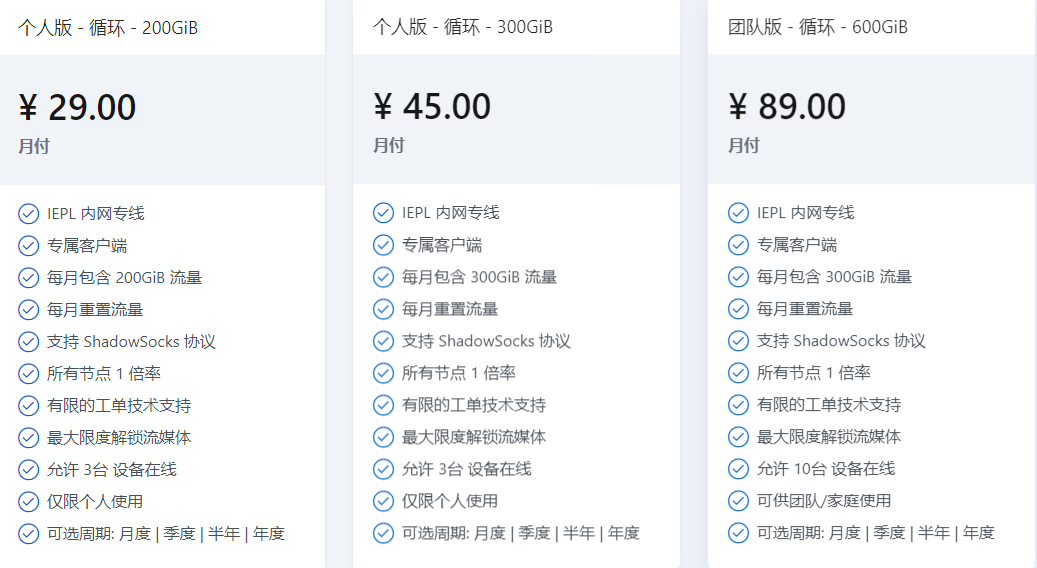 个人版 - 循环 - 200GiB
¥ 29.00
月付
IEPL 内网专线
专属客户端
每月包含 200GiB 流量
每月重置流量
支持 ShadowSocks 协议
所有节点 1 倍率
有限的工单技术支持
最大限度解锁流媒体
允许 3台 设备在线
仅限个人使用
可选周期: 月度 | 季度 | 半年 | 年度
个人版 - 循环 - 300GiB
¥ 45.00
月付
IEPL 内网专线
专属客户端
每月包含 300GiB 流量
每月重置流量
支持 ShadowSocks 协议
所有节点 1 倍率
有限的工单技术支持
最大限度解锁流媒体
允许 3台 设备在线
仅限个人使用
可选周期: 月度 | 季度 | 半年 | 年度
团队版 - 循环 - 600GiB
¥ 89.00
月付
IEPL 内网专线
专属客户端
每月包含 300GiB 流量
每月重置流量
支持 ShadowSocks 协议
所有节点 1 倍率
有限的工单技术支持
最大限度解锁流媒体
允许 10台 设备在线
可供团队/家庭使用
可选周期: 月度 | 季度 | 半年 | 年度